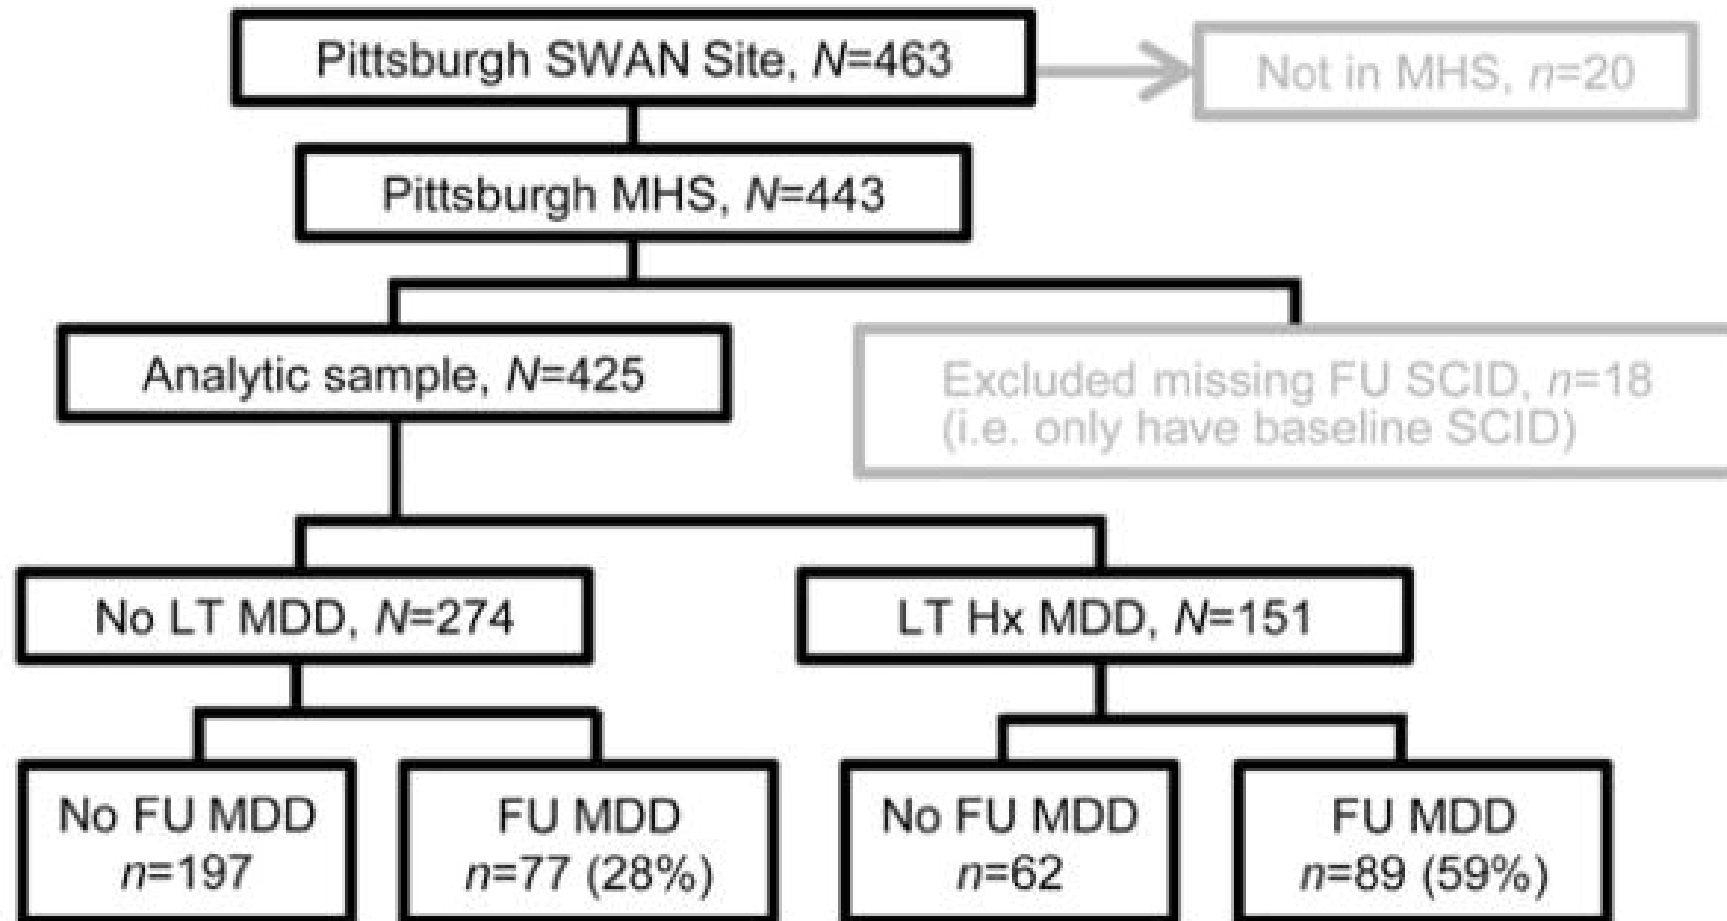 Pittsburgh SWAN Site, N=463
Not in MHS, n=20
Pittsburgh MHS, N=443
Analytic sample, N=425
Excluded missing FU SCID, n=18
(i.e. only have baseline SCID)
No LT MDD, N=274
LT Hx MDD, N=151
No FU MDD
n=197
FU MDD
n=77 (28%)
No FU MDD
n=62
FU MDD
n=89 (59%)